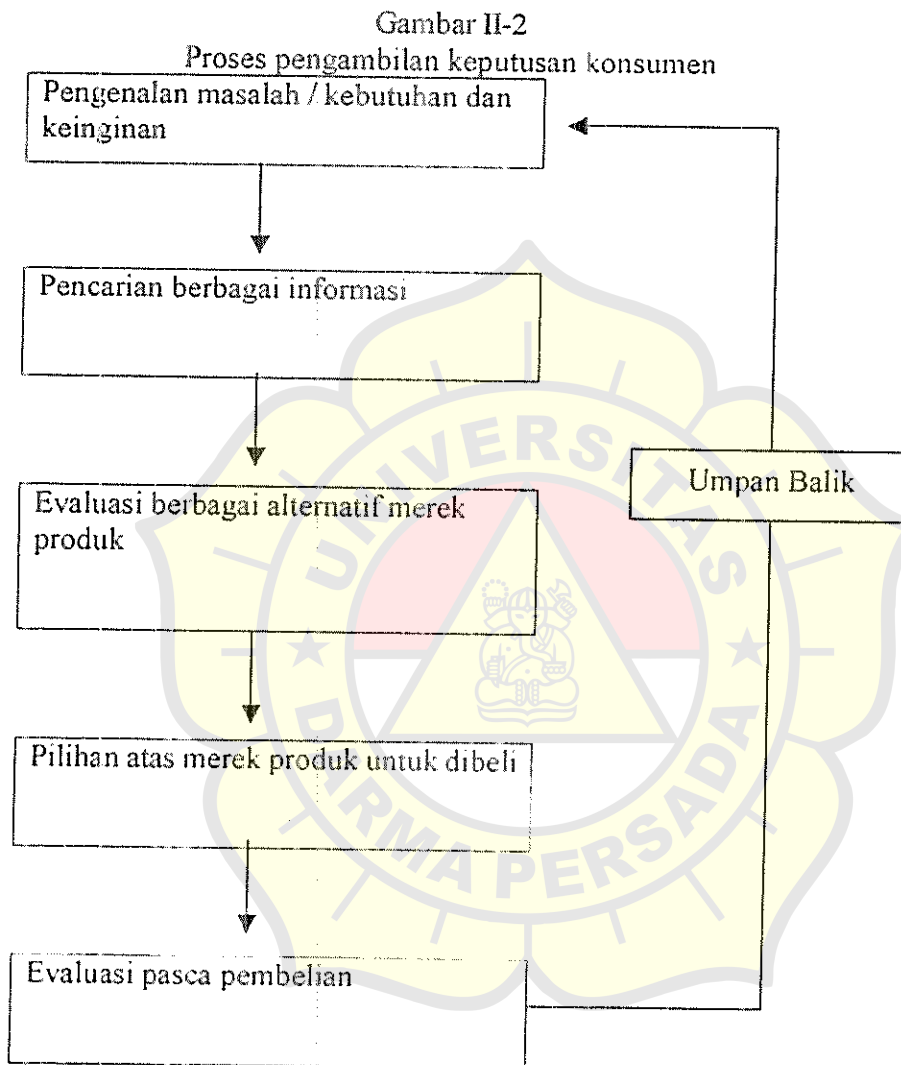 Gambar II-2
Proses pengambilan keputusan konsumen
Pengenalan masalah / kebutuhan dan
keinginan
Pencarian berbagai informasi
Evaluasi berbagai alternatif merek
produk
Umpan Balik
Pilihan atas merek produk untuk dibeli
Evaluasi pasca pembelian
UNIVERSITAS
DARMA PERSADA